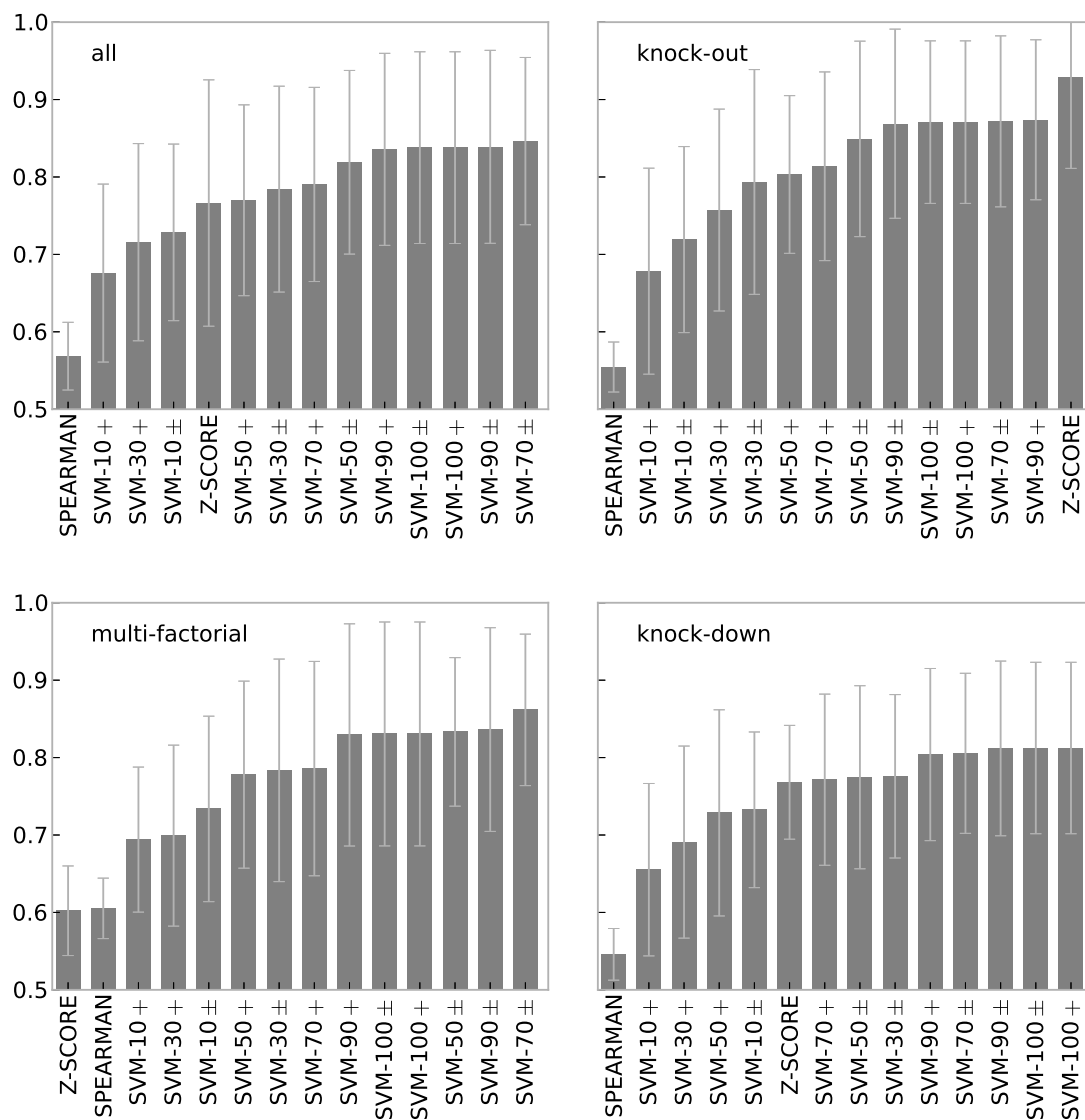 1.0
0.9
0.8
0.7
0.6
0.5
all
SPEARMAN
SVM-10 +
SVM-30 +
SVM-10 ±
Z-SCORE
SVM-50 +
SVM-30 ±
SVM-70 +
SVM-50 ±
SVM-90 +
SVM-100 ±
SVM-100 +
SVM-90 ±
SVM-70 ±
knock-out
SPEARMAN
SVM-10 +
SVM-10 ±
SVM-30 +
SVM-30 ±
SVM-50 +
SVM-70 +
SVM-50 ±
SVM-90 ±
SVM-100 ±
SVM-100 +
SVM-70 ±
SVM-90 +
Z-SCORE
1.0
0.9
0.8
0.7
0.6
0.5
multi-factorial
Z-SCORE
SPEARMAN
SVM-10 +
SVM-30 +
SVM-10 ±
SVM-50 +
SVM-30 ±
SVM-70 +
SVM-90 +
SVM-100 ±
SVM-100 +
SVM-50 ±
SVM-90 ±
SVM-70 ±
knock-down
SPEARMAN
SVM-10 +
SVM-30 +
SVM-50 +
SVM-10 ±
Z-SCORE
SVM-70 +
SVM-50 ±
SVM-30 ±
SVM-90 +
SVM-70 ±
SVM-90 ±
SVM-100 ±
SVM-100 +